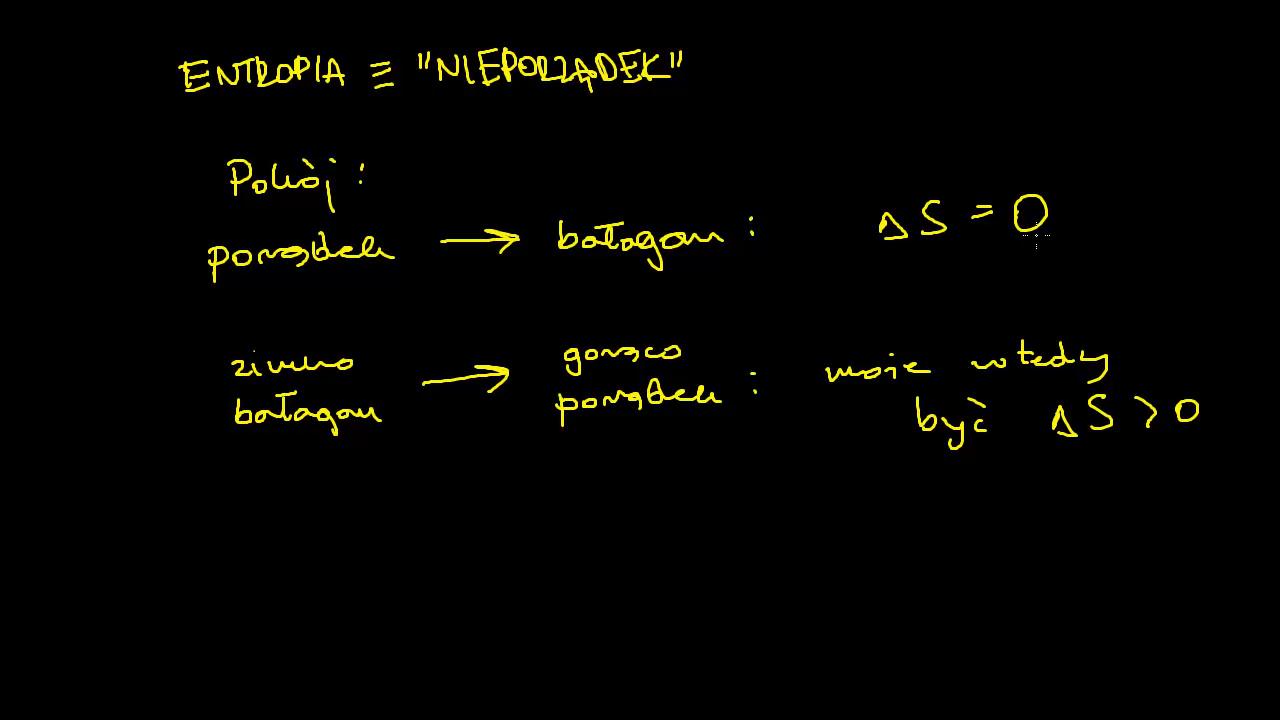 ENTROPIA ≡ "NIEPORZĄDEK"
Pokój :
porządek → bałagan : ΔS = 0
zimno → gorąco
bałagan porządek : może wtedy
być ΔS > 0